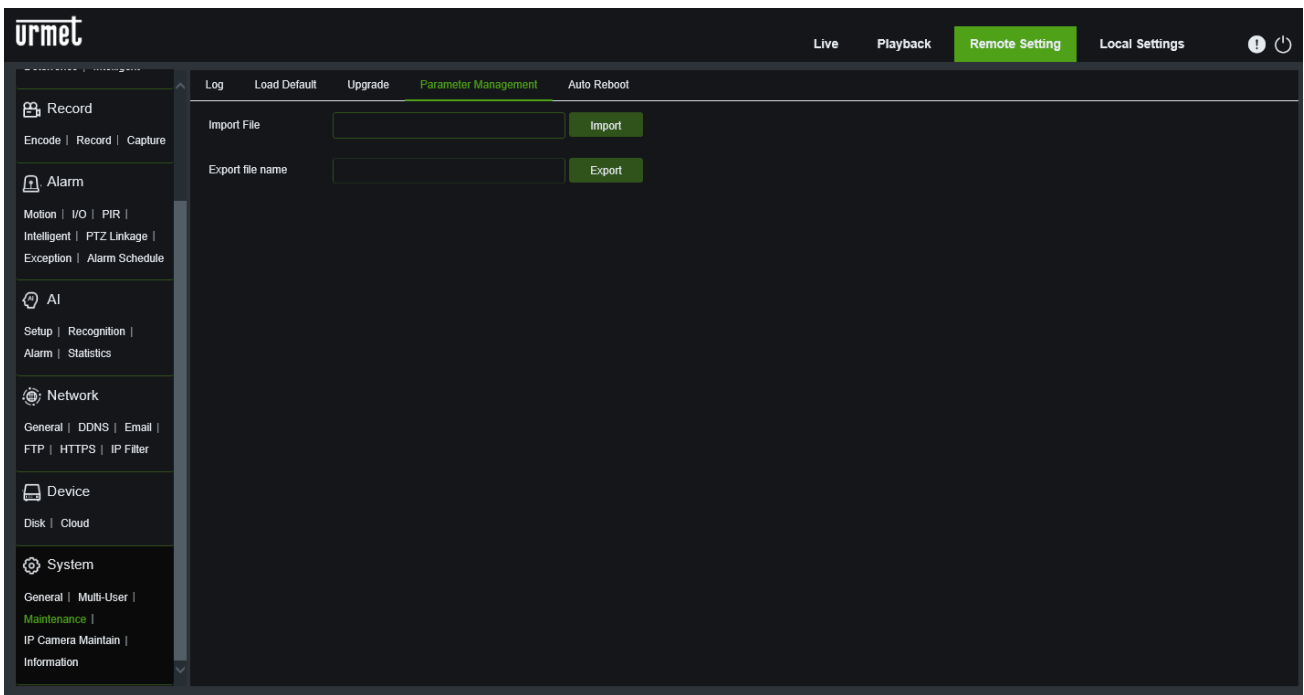 urmet
Live Playback Remote Setting Local Settings
Log Load Default Upgrade Parameter Management Auto Reboot
Import File Import
Export file name Export
Record
Encode | Record | Capture
Alarm
Motion | I/O | PIR |
Intelligent | PTZ Linkage |
Exception | Alarm Schedule
AI
Setup | Recognition |
Alarm | Statistics
Network
General | DDNS | Email |
FTP | HTTPS | IP Filter
Device
Disk | Cloud
System
General | Multi-User |
Maintenance |
IP Camera Maintain |
Information